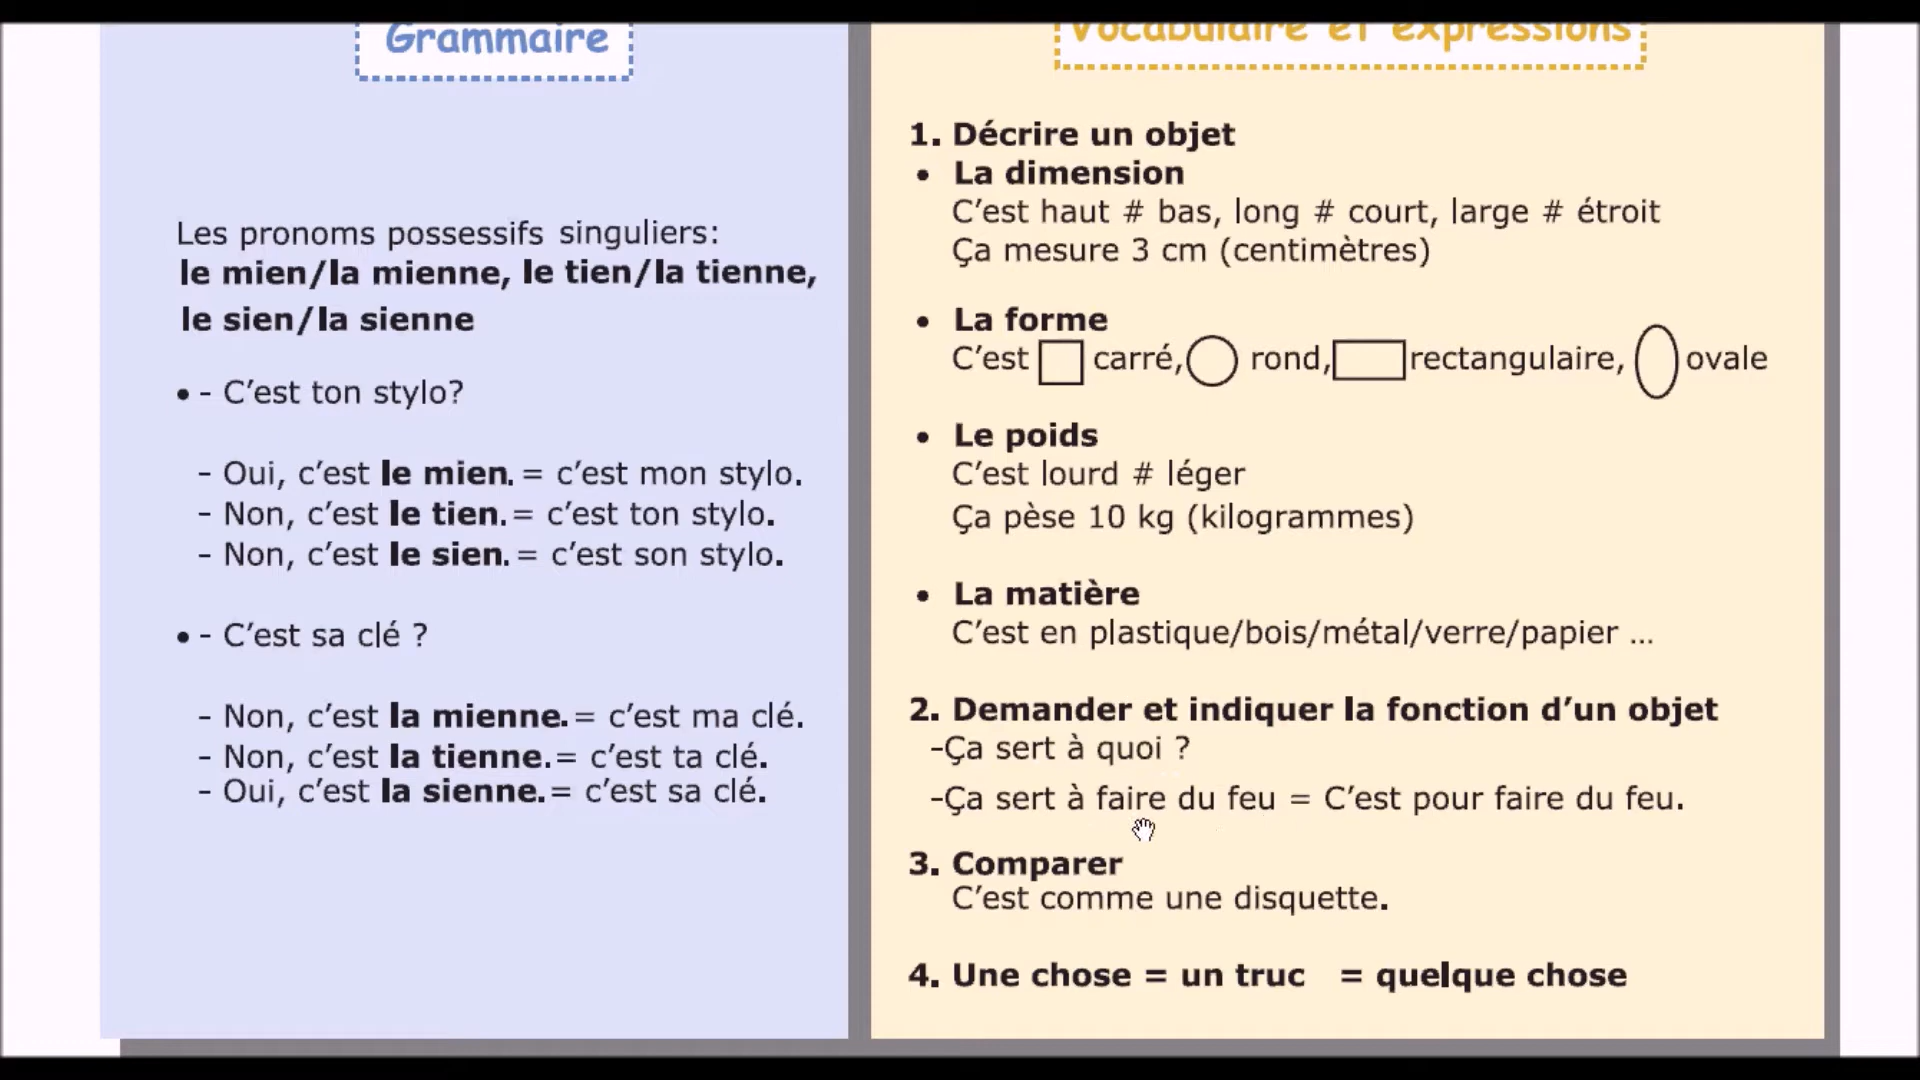 Grammaire
Les pronoms possessifs singuliers:
le mien/la mienne, le tien/la tienne,
le sien/la sienne
• - C’est ton stylo?
- Oui, c’est le mien. = c’est mon stylo.
- Non, c’est le tien. = c’est ton stylo.
- Non, c’est le sien. = c’est son stylo.
• - C’est sa clé ?
- Non, c’est la mienne. = c’est ma clé.
- Non, c’est la tienne. = c’est ta clé.
- Oui, c’est la sienne. = c’est sa clé.
Vocabulaire et expressions
1. Décrire un objet
• La dimension
C’est haut # bas, long # court, large # étroit
Ça mesure 3 cm (centimètres)
• La forme
C’est carré, rond, rectangulaire, ovale
• Le poids
C’est lourd # léger
Ça pèse 10 kg (kilogrammes)
• La matière
C’est en plastique/bois/métal/verre/papier ...
2. Demander et indiquer la fonction d’un objet
-Ça sert à quoi ?
-Ça sert à faire du feu = C’est pour faire du feu.
3. Comparer
C’est comme une disquette.
4. Une chose = un truc = quelque chose